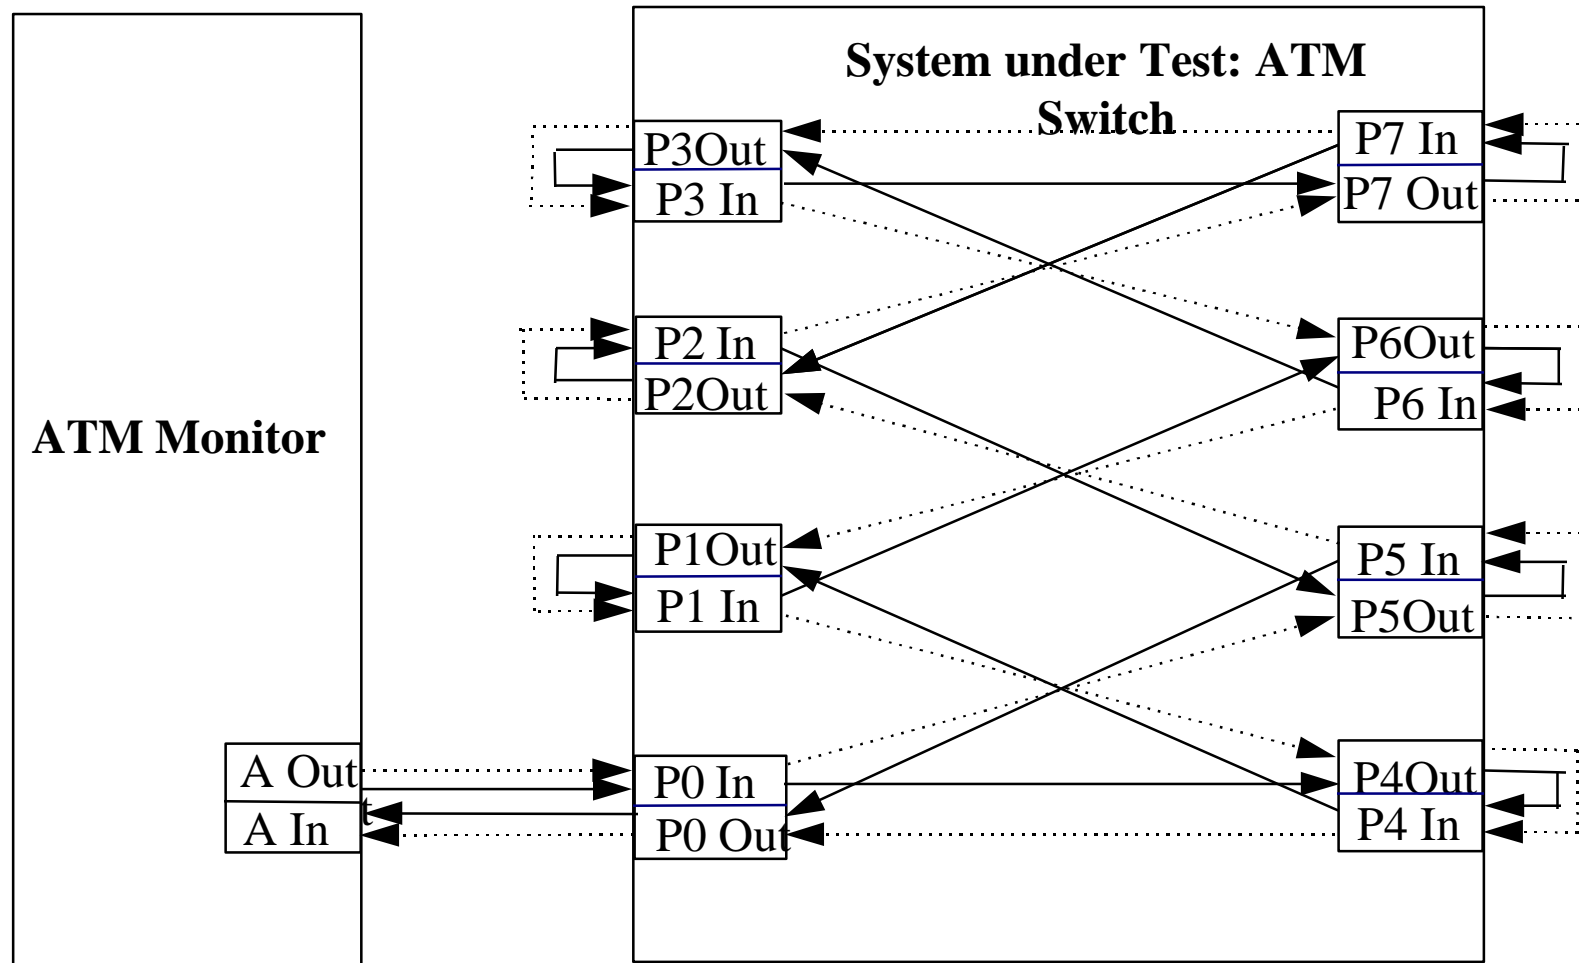 System under Test: ATM
Switch
P3Out
P3 In
P7 In
P7 Out
P2 In
P2Out
P6Out
P6 In
ATM Monitor
P1Out
P1 In
P5 In
P5Out
A Out
t
A In
P0 In
P0 Out
P4Out
P4 In